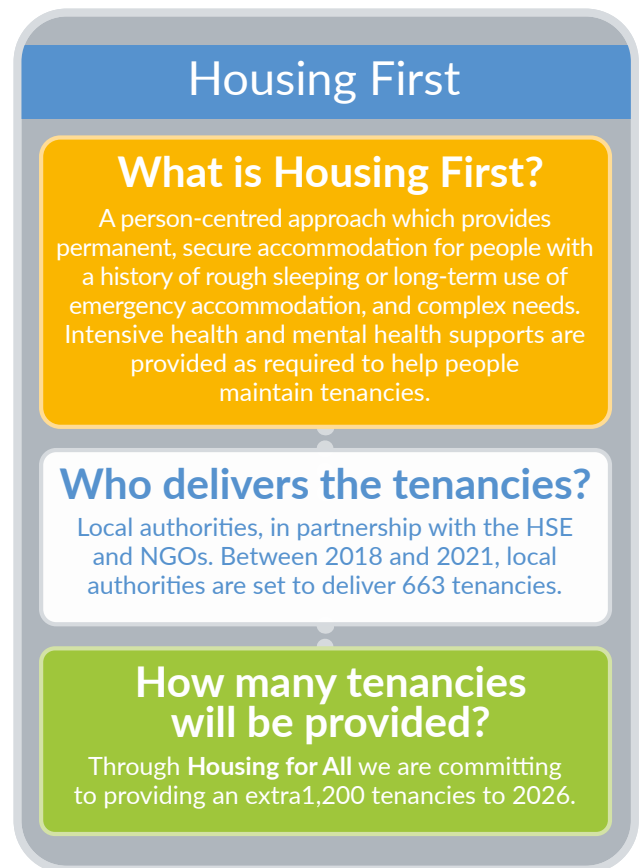 Housing First
What is Housing First?
A person-centred approach which provides
permanent, secure accommodation for people with
a history of rough sleeping or long-term use of
emergency accommodation, and complex needs.
Intensive health and mental health supports are
provided as required to help people
maintain tenancies.
Who delivers the tenancies?
Local authorities, in partnership with the HSE
and NGOs. Between 2018 and 2021, local
authorities are set to deliver 663 tenancies.
How many tenancies
will be provided?
Through Housing for All we are committing
to providing an extra1,200 tenancies to 2026.